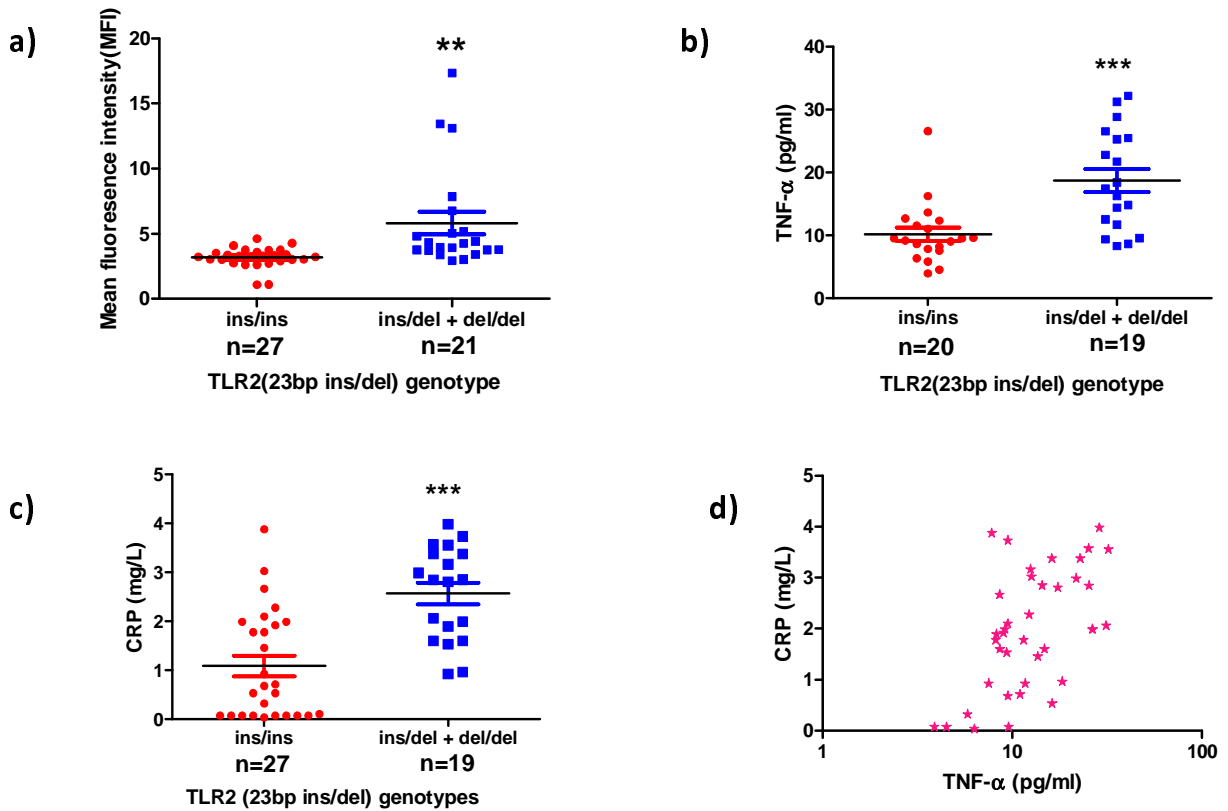 a)
Mean fluoresence intensity(MFI)
20
15
10
5
0
**
ins/ins
ins/del + del/del
n=27
n=21
TLR2(23bp ins/del) genotype
b)
TNF-α (pg/ml)
40
30
20
10
0
***
ins/ins
ins/del + del/del
n=20
n=19
TLR2(23bp ins/del) genotype
c)
CRP (mg/L)
5
4
3
2
1
0
***
ins/ins
ins/del + del/del
n=27
n=19
TLR2 (23bp ins/del) genotypes
d)
CRP (mg/L)
5
4
3
2
1
0
1
10
100
TNF-α (pg/ml)